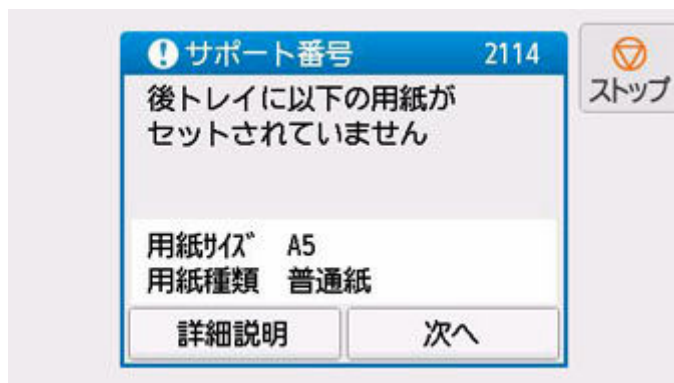 サポート番号 2114
ストップ
後トレイに以下の用紙が
セットされていません
用紙サイズ A5
用紙種類 普通紙
詳細説明 次へ